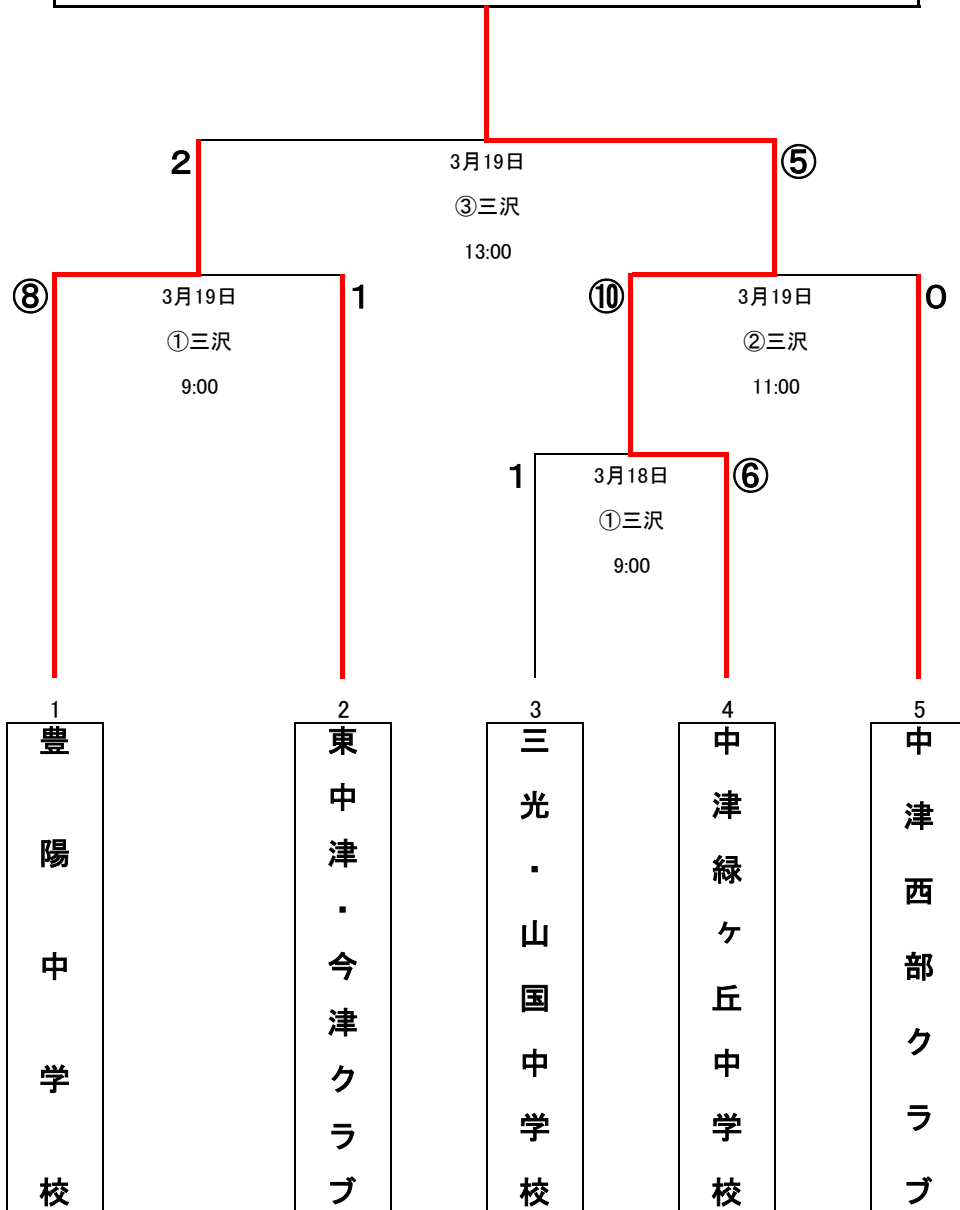 2
3月19日
③三沢
13:00
⑤
⑧
3月19日
①三沢
9:00
1
⑩
3月19日
②三沢
11:00
0
1
3月18日
①三沢
9:00
⑥
1
2
3
4
5
豊陽中学校
東中津・今津クラブ
三光・山国中学校
中津緑ヶ丘中学校
中津西部クラブ